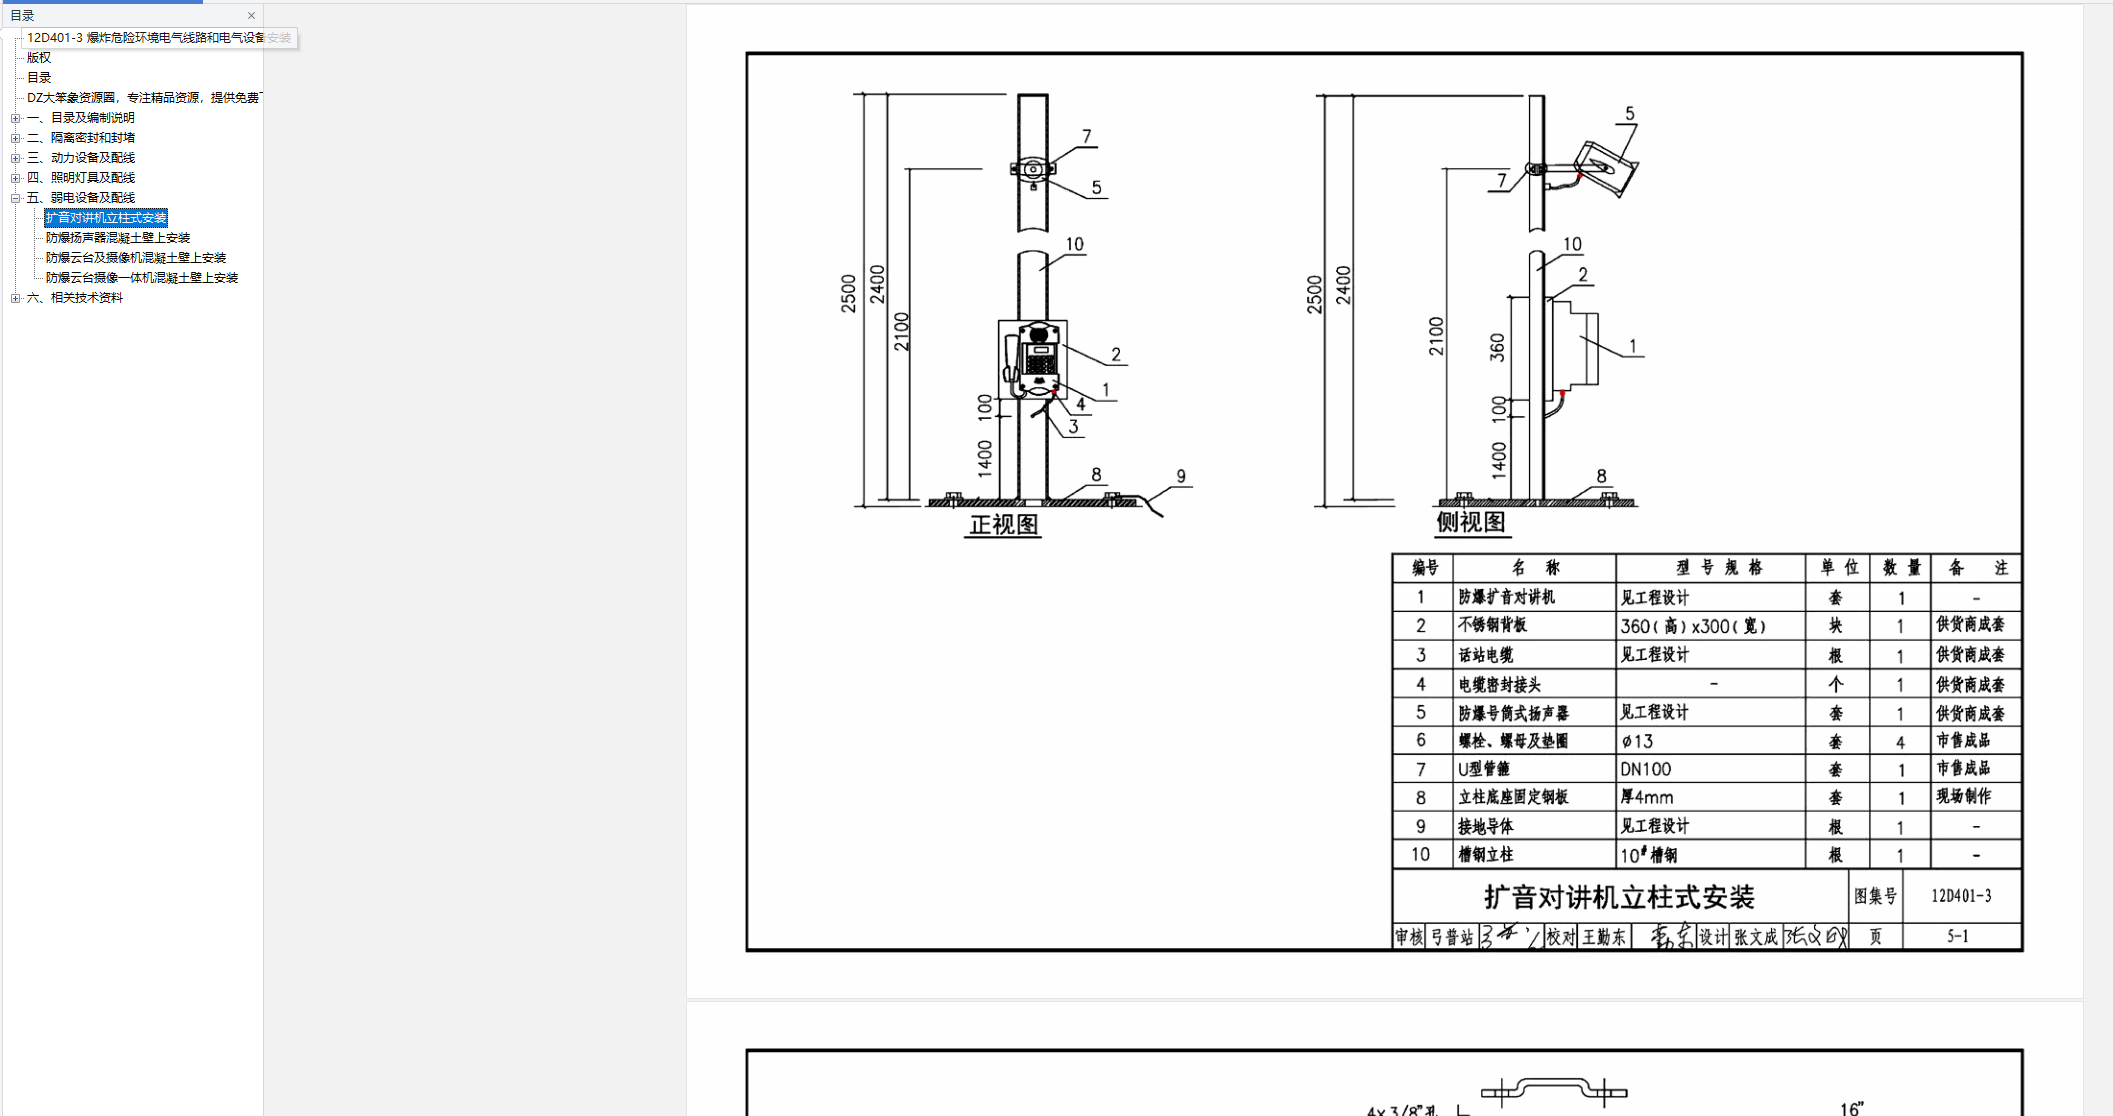 目录
12D401-3 爆炸危险环境电气线路和电气设备安装
版权
目录
DZ大笨象资源圈，专注精品资源，提供免费
一、目录及编制说明
二、隔离密封和封堵
三、动力设备及配线
四、照明灯具及配线
五、弱电设备及配线
扩音对讲机立柱式安装
防爆扬声器混凝土壁上安装
防爆云台及摄像机混凝土壁上安装
防爆云台摄像一体机混凝土壁上安装
六、相关技术资料
7
5
10
2500
2400
2100
2
1
4
3
100
1400
8
9
正视图
5
7
10
2
2500
2400
2100
360
1
100
1400
8
侧视图
编号 名 称 型 号 规 格 单 位 数 量 备 注
1 防爆扩音对讲机 见工程设计 套 1 -
2 不锈钢背板 360(高)x300(宽) 块 1 供货商成套
3 话站电缆 见工程设计 根 1 供货商成套
4 电缆密封接头 - 个 1 供货商成套
5 防爆号筒式扬声器 见工程设计 套 1 供货商成套
6 螺栓、螺母及垫圈 ø13 套 4 市售成品
7 U型管箍 DN100 套 1 市售成品
8 立柱底座固定钢板 厚4mm 套 1 现场制作
9 接地导体 见工程设计 根 1 -
10 槽钢立柱 10#槽钢 根 1 -
扩音对讲机立柱式安装 图集号 12D401-3
审核 弓普站 校对 王勤东 设计 张文成 页 5-1
4x3/8"孔
16"